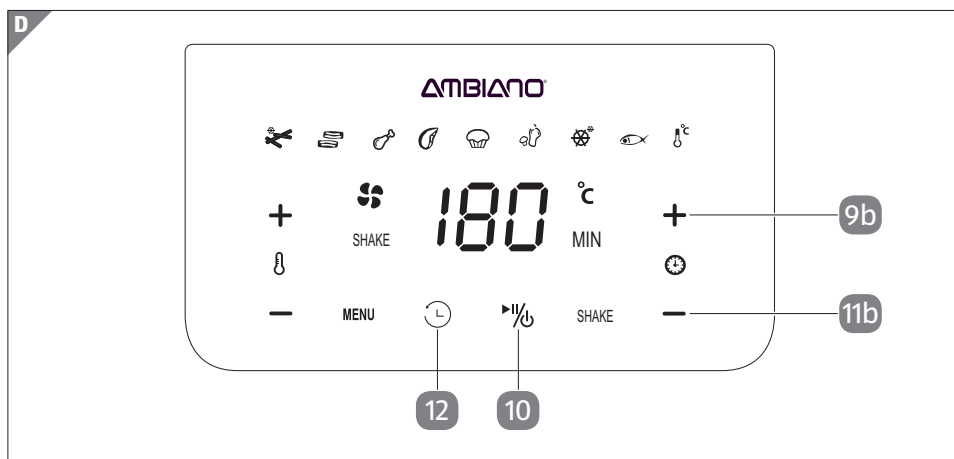 D
AMBIANO
°C
180 °C
+ + 9b
SHAKE MIN
− MENU SHAKE − 11b
12 10